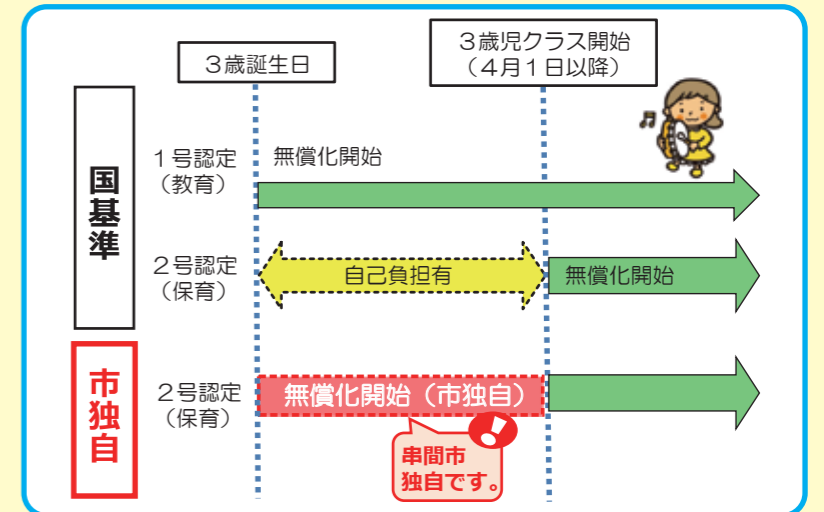 ３歳誕生日
３歳児クラス開始
（４月１日以降）
国基準
１号認定
（教育）
無償化開始
２号認定
（保育）
自己負担有
無償化開始
市独自
２号認定
（保育）
無償化開始（市独自）
串間市
独自です。